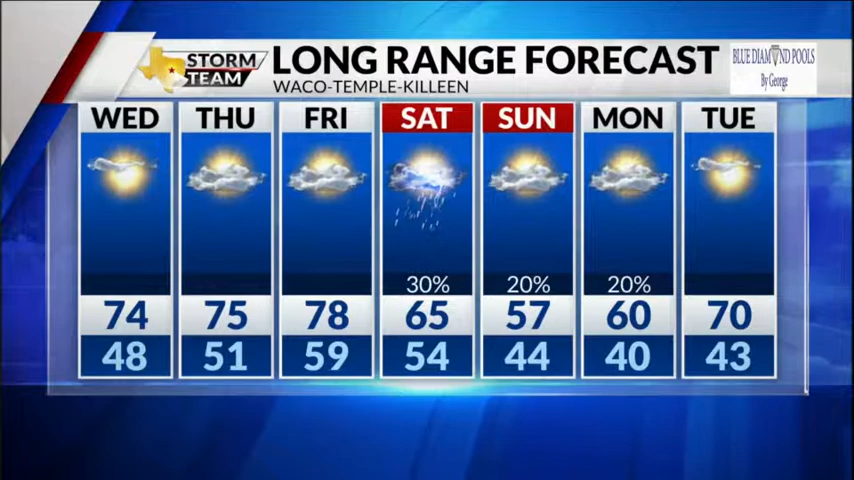 STORM
TEAM
LONG RANGE FORECAST
WACO-TEMPLE-KILLEEN
BLUE DIAMOND POOLS
By George
WED THU FRI SAT SUN MON TUE
30% 20% 20%
74 75 78 65 57 60 70
48 51 59 54 44 40 43